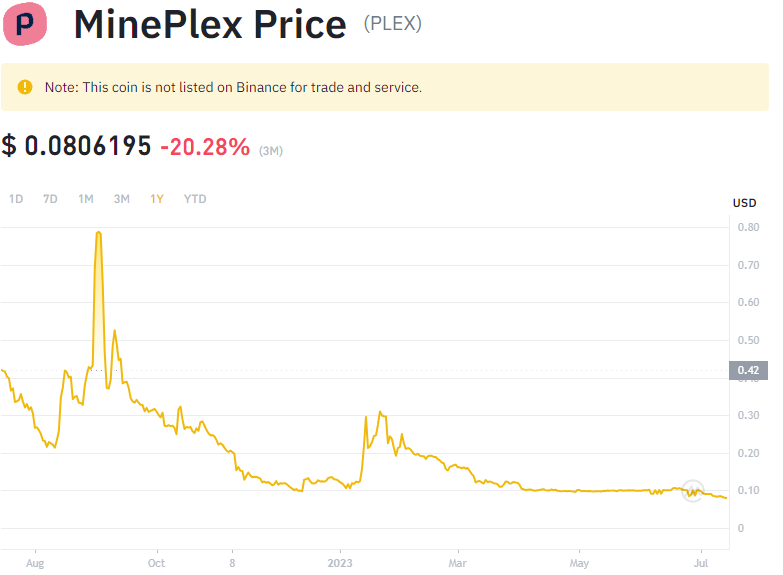 p
MinePlex Price (PLEX)
Note: This coin is not listed on Binance for trade and service.
$ 0.0806195 -20.28% (3M)
1D 7D 1M 3M 1Y YTD
USD
0.80
0.70
0.60
0.50
0.42
0.40
0.30
0.20
0.10
0
Aug Oct 8 2023 Mar May Jul